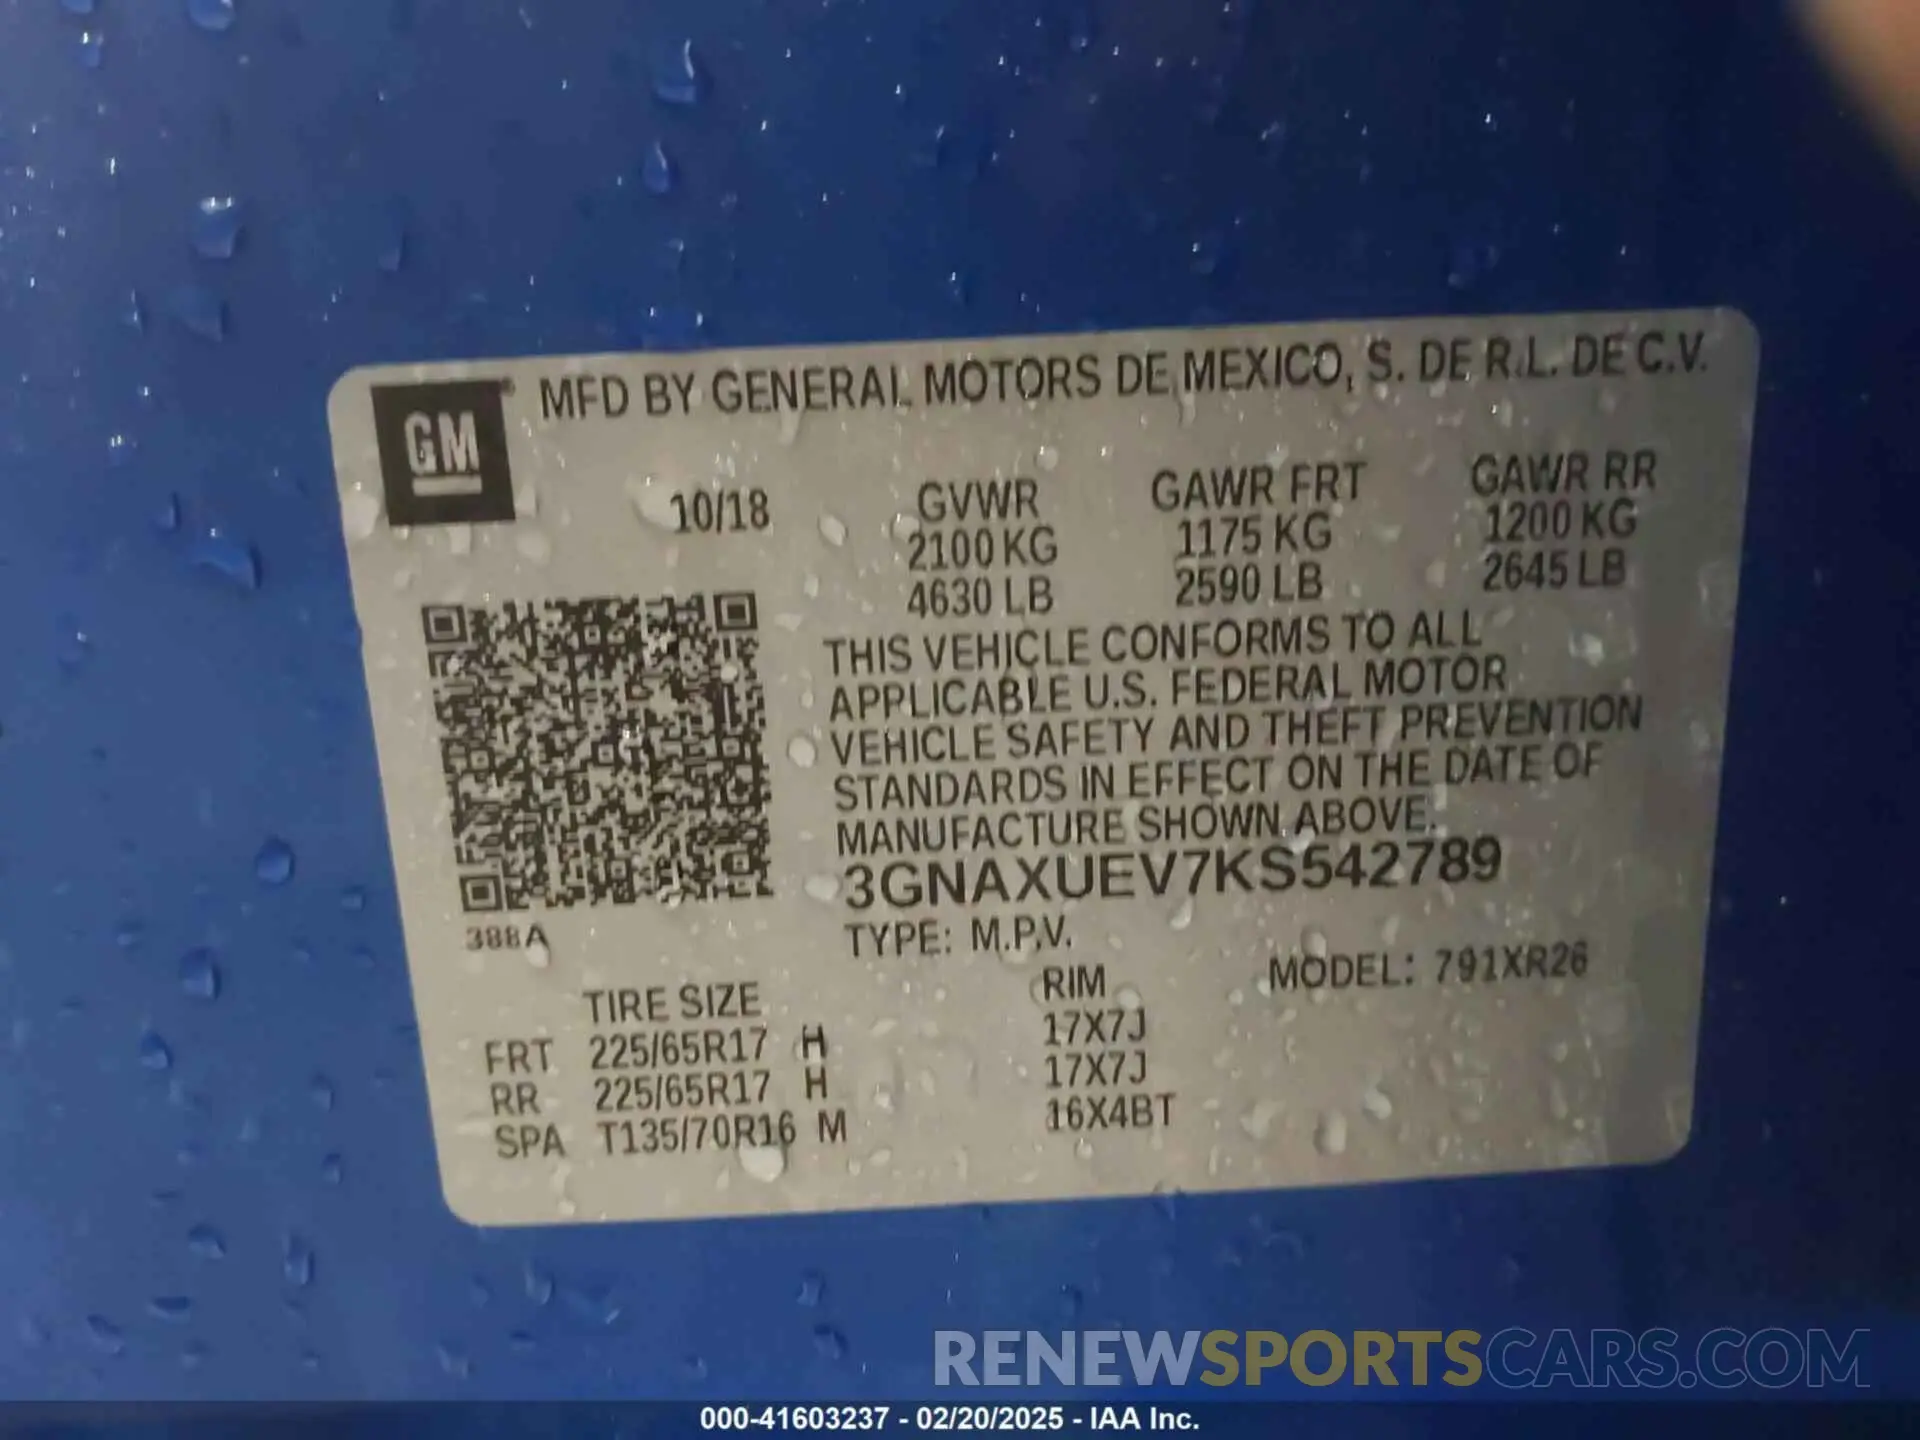 GM® MFD BY GENERAL MOTORS DE MEXICO, S. DE R.L. DE C.V.
10/18 GVWR GAWR FRT GAWR RR
2100 KG 1175 KG 1200 KG
4630 LB 2590 LB 2645 LB
THIS VEHICLE CONFORMS TO ALL
APPLICABLE U.S. FEDERAL MOTOR
VEHICLE SAFETY AND THEFT PREVENTION
STANDARDS IN EFFECT ON THE DATE OF
MANUFACTURE SHOWN ABOVE.
3GNAXUEV7KS542789
388A TYPE: M.P.V.
MODEL: 791XR26
TIRE SIZE RIM
FRT 225/65R17 H 17X7J
RR 225/65R17 H 17X7J
SPA T135/70R16 M 16X4BT
RENEWSPORTSCARS.COM
000-41603237 - 02/20/2025 - IAA Inc.